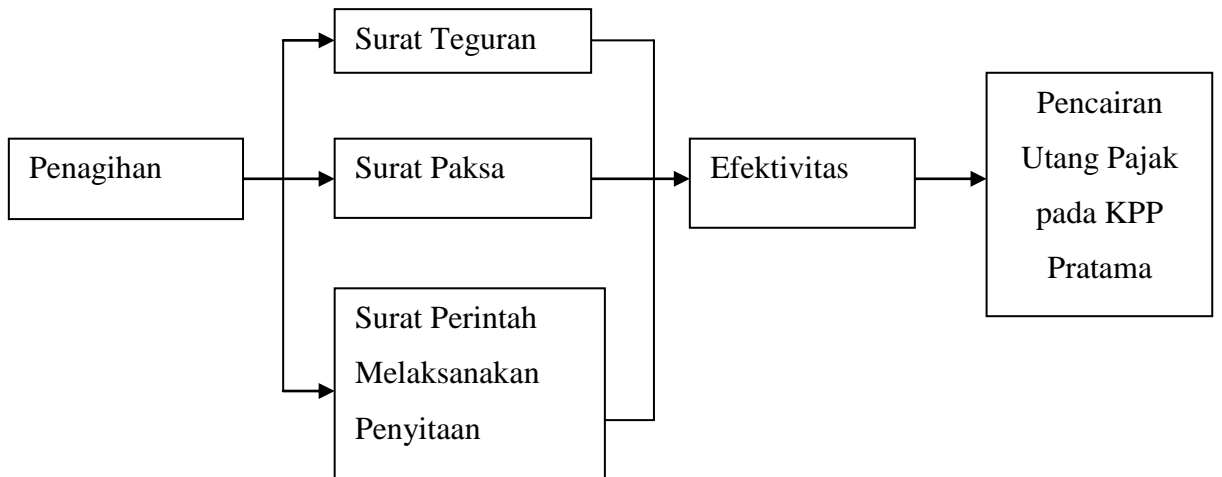 Penagihan
Surat Teguran
Surat Paksa
Surat Perintah
Melaksanakan
Penyitaan
Efektivitas
Pencairan
Utang Pajak
pada KPP
Pratama